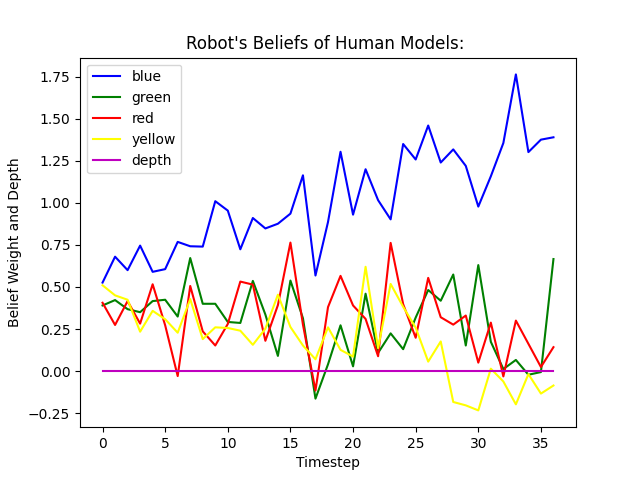 Robot's Beliefs of Human Models:
blue
green
red
yellow
depth
Belief Weight and Depth
1.75
1.50
1.25
1.00
0.75
0.50
0.25
0.00
−0.25
0 5 10 15 20 25 30 35
Timestep